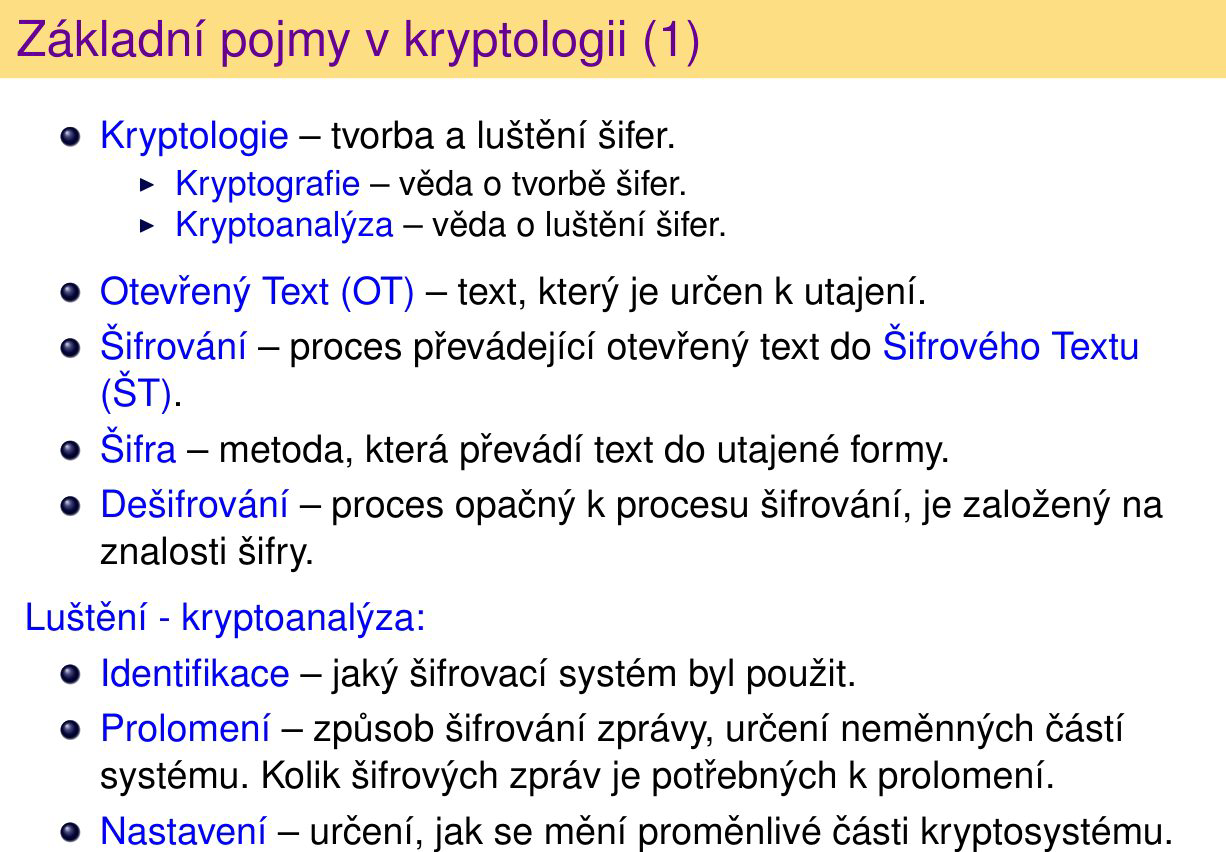 Základní pojmy v kryptologii (1)
Kryptologie – tvorba a luštění šifer.
Kryptografie – věda o tvorbě šifer.
Kryptoanalýza – věda o luštění šifer.
Otevřený Text (OT) – text, který je určen k utajení.
Šifrování – proces převádející otevřený text do Šifrového Textu
(ŠT).
Šifra – metoda, která převádí text do utajené formy.
Dešifrování – proces opačný k procesu šifrování, je založený na
znalosti šifry.
Luštění - kryptoanalýza:
Identifikace – jaký šifrovací systém byl použit.
Prolomení – způsob šifrování zprávy, určení neměnných částí
systému. Kolik šifrových zpráv je potřebných k prolomení.
Nastavení – určení, jak se mění proměnlivé části kryptosystému.